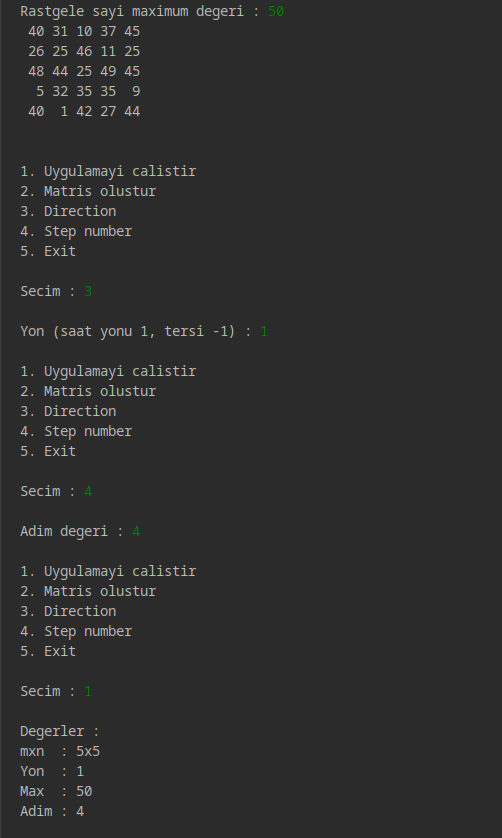 Rastgele sayi maximum degeri : 50
40 31 10 37 45
26 25 46 11 25
48 44 25 49 45
5 32 35 35 9
40 1 42 27 44
1. Uygulamayi calistir
2. Matris olustur
3. Direction
4. Step number
5. Exit
Secim : 3
Yon (saat yonu 1, tersi -1) : 1
1. Uygulamayi calistir
2. Matris olustur
3. Direction
4. Step number
5. Exit
Secim : 4
Adim degeri : 4
1. Uygulamayi calistir
2. Matris olustur
3. Direction
4. Step number
5. Exit
Secim : 1
Degerler :
mxn  : 5x5
Yon  : 1
Max  : 50
Adim : 4